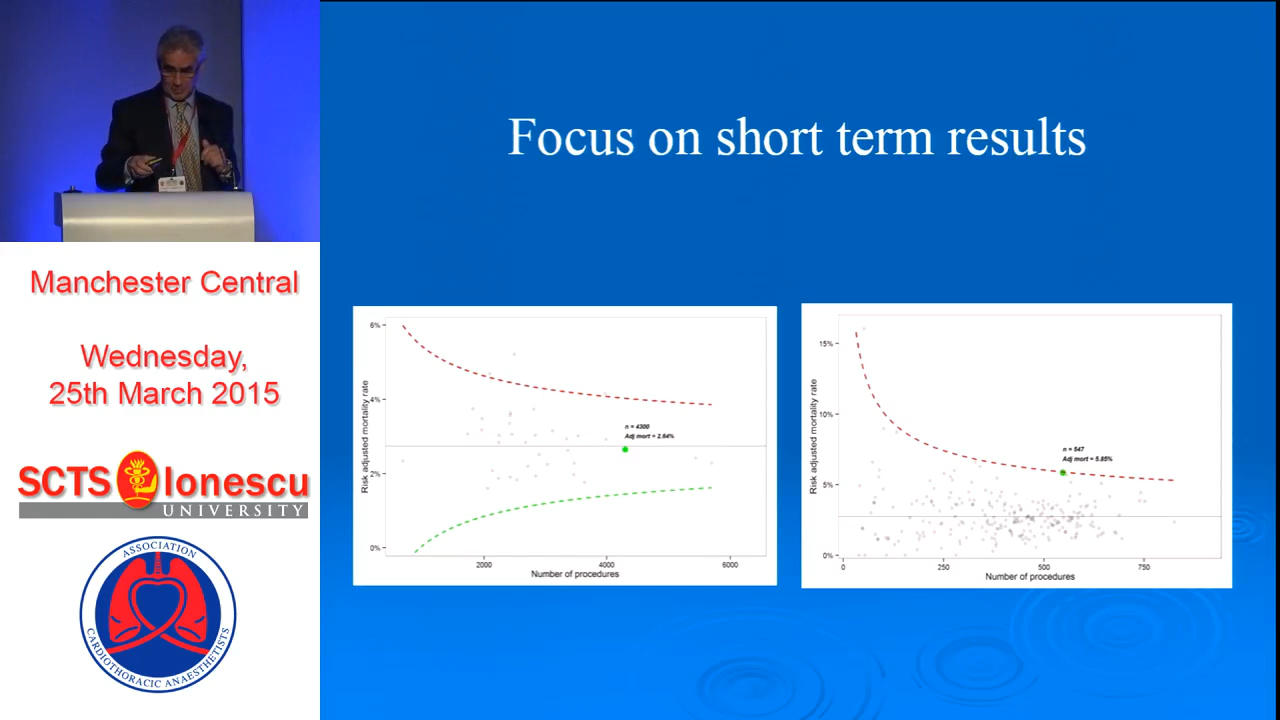 Focus on short term results
Manchester Central
Wednesday,
25th March 2015
SCTS Ionescu
UNIVERSITY
ASSOCIATION
CARDIOTHORACIC ANAESTHETISTS
Risk adjusted mortality rate
6%
4%
2%
0%
n = 4300
Adj mort = 2.64%
2000
4000
6000
Number of procedures
Risk adjusted mortality rate
15%
10%
5%
0%
n = 547
Adj mort = 5.85%
0
250
500
750
Number of procedures